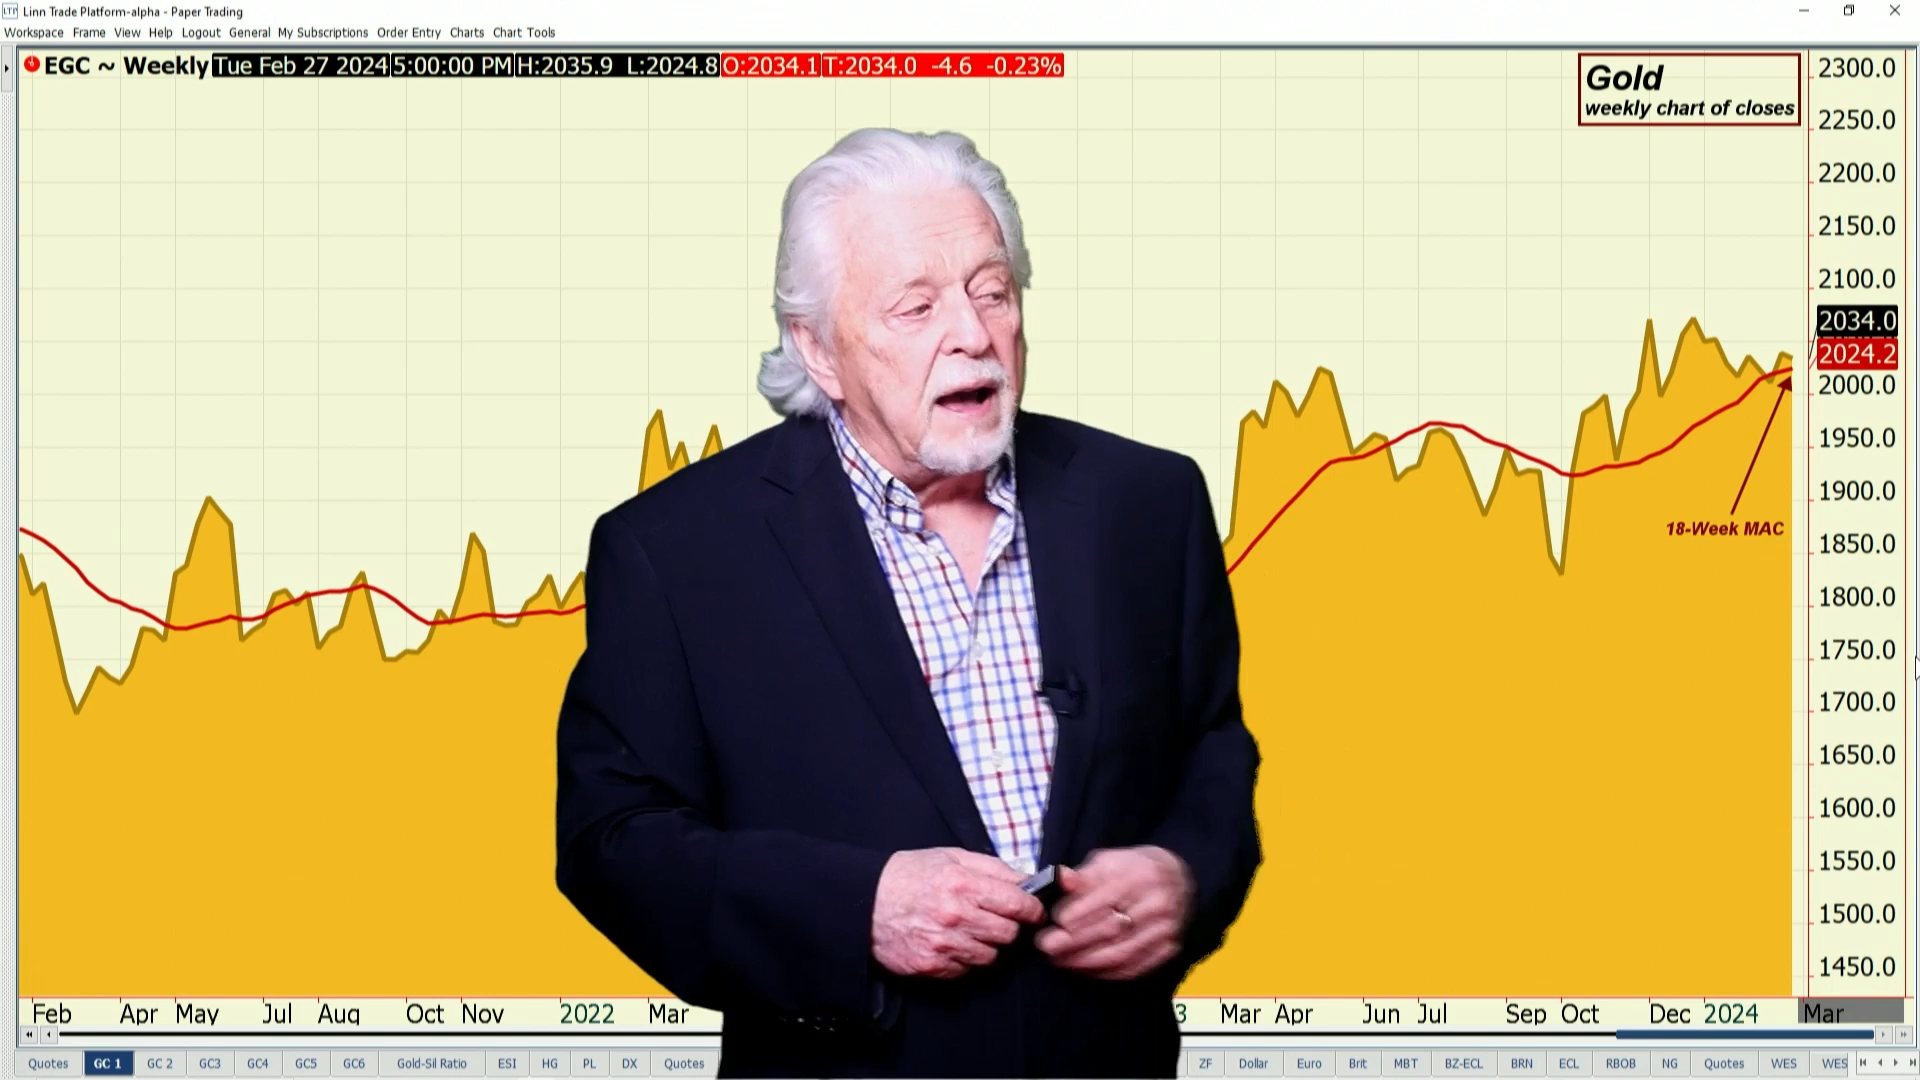 Linn Trade Platform-alpha - Paper Trading
Workspace Frame View Help Logout General My Subscriptions Order Entry Charts Chart Tools
EGC ~ Weekly Tue Feb 27 2024 5:00:00 PM H:2035.9 L:2024.8 O:2034.1 T:2034.0 -4.6 -0.23%
Gold
weekly chart of closes
2300.0
2250.0
2200.0
2150.0
2100.0
2034.0
2024.2
2000.0
1950.0
1900.0
18-Week MAC
1850.0
1800.0
1750.0
1700.0
1650.0
1600.0
1550.0
1500.0
1450.0
Feb Apr May Jul Aug Oct Nov 2022 Mar 3 Mar Apr Jun Jul Sep Oct Dec 2024 Mar
Quotes GC 1 GC 2 GC3 GC4 GC5 GC6 Gold-Sil Ratio ESI HG PL DX Quotes ZF Dollar Euro Brit MBT BZ-ECL BRN ECL RBOB NG Quotes WES WES